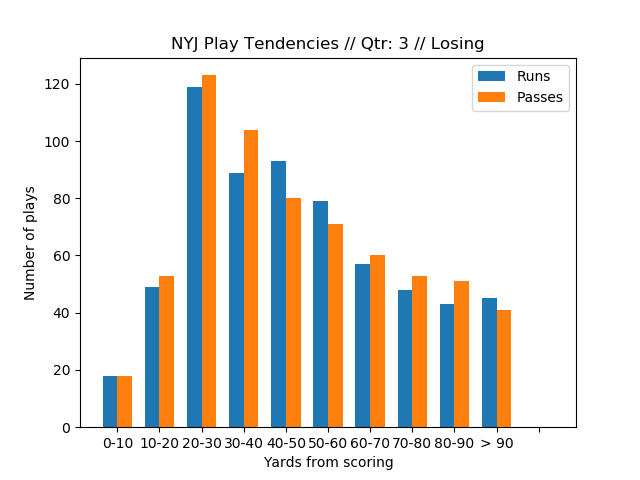 NYJ Play Tendencies // Qtr: 3 // Losing
Runs
Passes
Number of plays
120
100
80
60
40
20
0
0-10 10-20 20-30 30-40 40-50 50-60 60-70 70-80 80-90 > 90
Yards from scoring